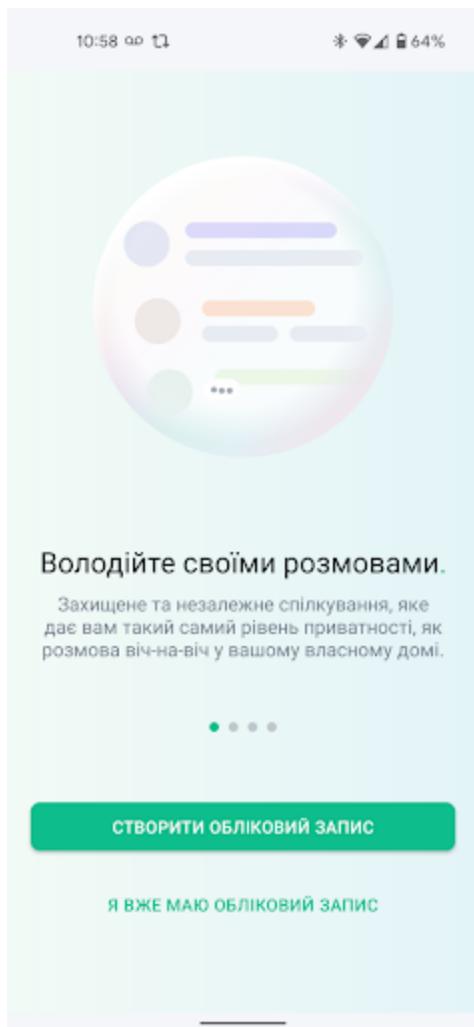 10:58
64%
Володійте своїми розмовами.
Захищене та незалежне спілкування, яке
дає вам такий самий рівень приватності, як
розмова віч-на-віч у вашому власному домі.
СТВОРИТИ ОБЛІКОВИЙ ЗАПИС
Я ВЖЕ МАЮ ОБЛІКОВИЙ ЗАПИС